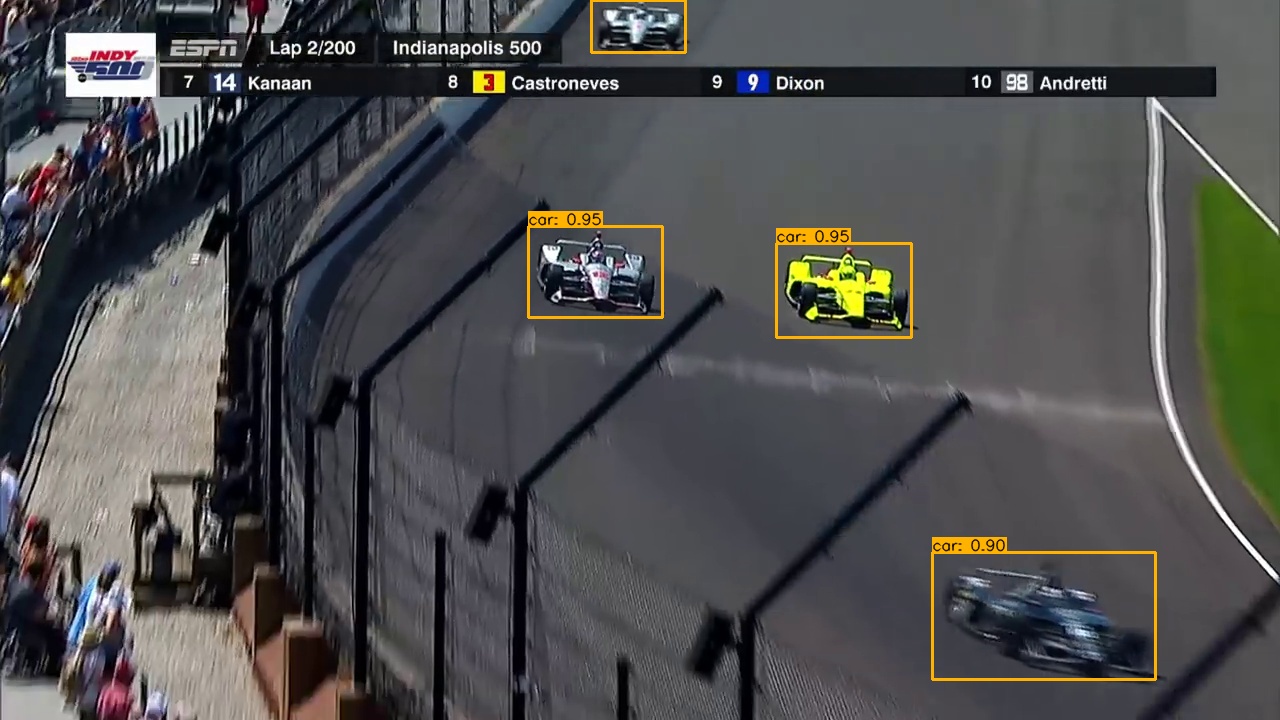 INDY
500
ESPN
Lap 2/200
Indianapolis 500
7 14 Kanaan
8 3 Castroneves
9 9 Dixon
10 98 Andretti
car: 0.95
car: 0.95
car: 0.90